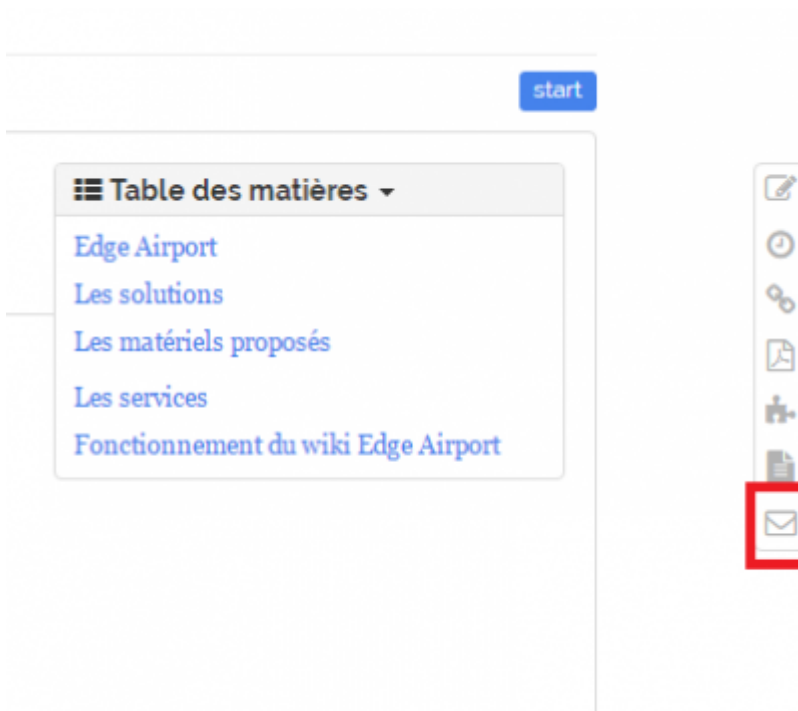 start
Table des matières
Edge Airport
Les solutions
Les matériels proposés
Les services
Fonctionnement du wiki Edge Airport